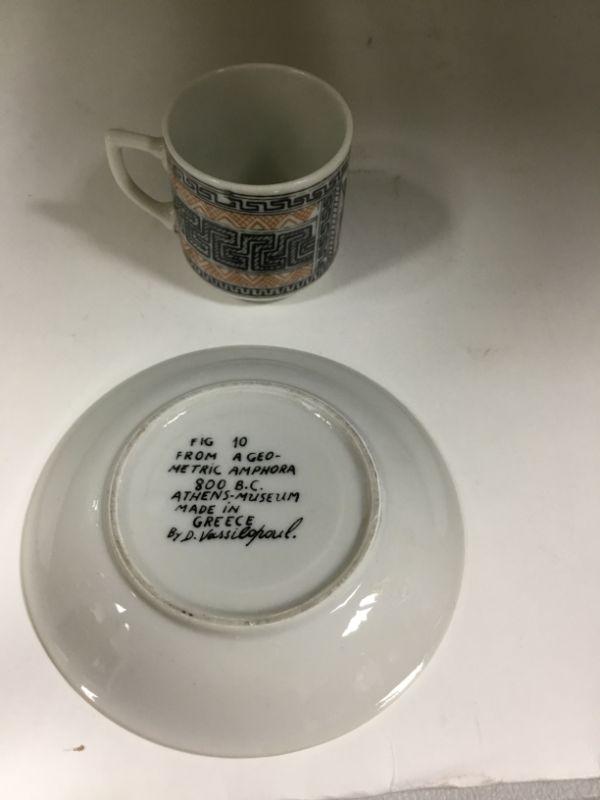 FIG 10
FROM A GEO-
METRIC AMPHORA
800 B.C.
ATHENS-MUSEUM
MADE IN
GREECE
By D. Vassilopoul.